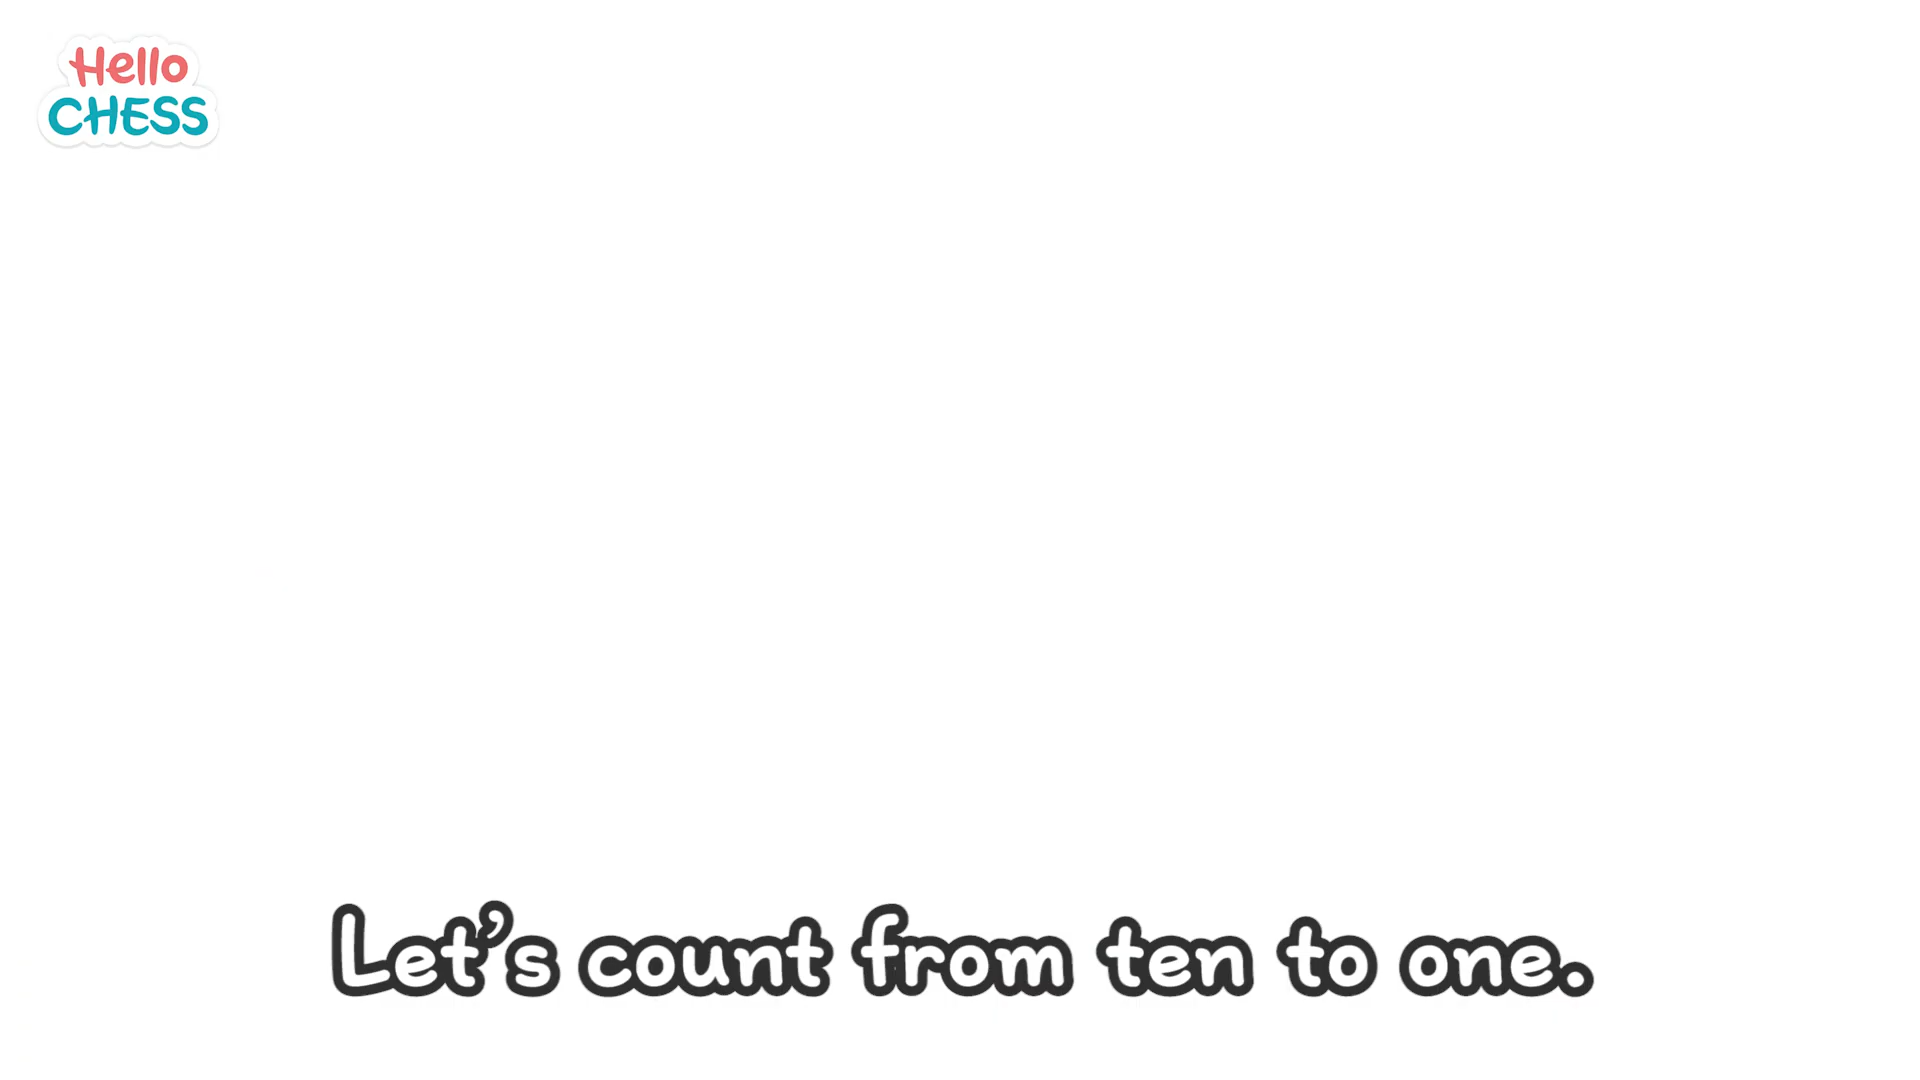 Hello
CHESS
Let’s count from ten to one.